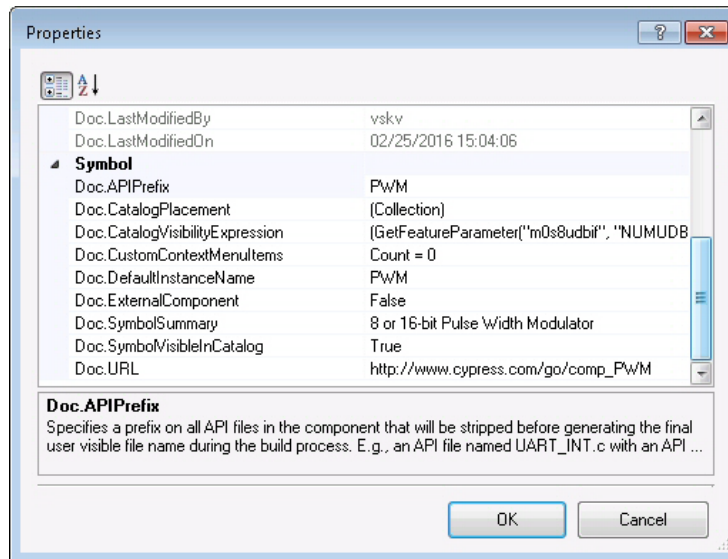 Properties
Doc.LastModifiedBy vskv
Doc.LastModifiedOn 02/25/2016 15:04:06
Symbol
Doc.APIPrefix PWM
Doc.CatalogPlacement (Collection)
Doc.CatalogVisibilityExpression (GetFeatureParameter("m0s8udbif", "NUMUDB
Doc.CustomContextMenuItems Count = 0
Doc.DefaultInstanceName PWM
Doc.ExternalComponent False
Doc.SymbolSummary 8 or 16-bit Pulse Width Modulator
Doc.SymbolVisibleInCatalog True
Doc.URL http://www.cypress.com/go/comp_PWM
Doc.APIPrefix
Specifies a prefix on all API files in the component that will be stripped before generating the final
user visible file name during the build process. E.g., an API file named UART_INT.c with an API ...
OK Cancel